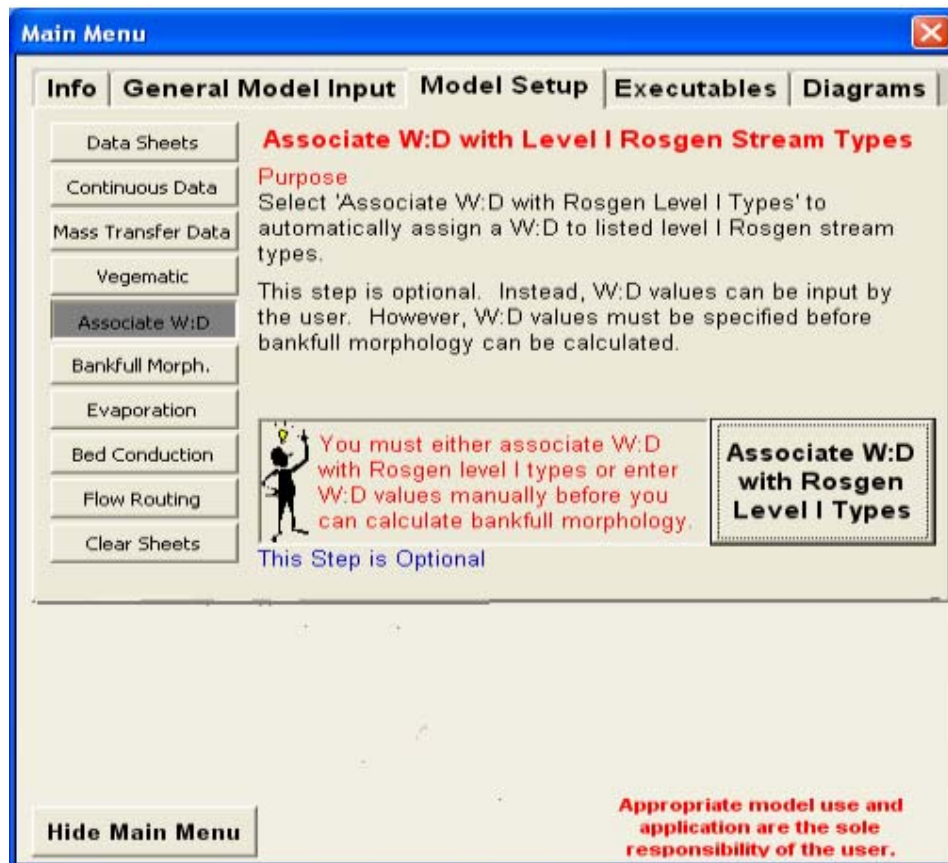 Main Menu
Info
General Model Input
Model Setup
Executables
Diagrams
Data Sheets
Continuous Data
Mass Transfer Data
Vegematic
Associate W:D
Bankfull Morph.
Evaporation
Bed Conduction
Flow Routing
Clear Sheets
Associate W:D with Level I Rosgen Stream Types
Purpose
Select 'Associate W:D with Rosgen Level I Types' to
automatically assign a W:D to listed level I Rosgen stream
types.
This step is optional. Instead, W:D values can be input by
the user. However, W:D values must be specified before
bankfull morphology can be calculated.
You must either associate W:D
with Rosgen level I types or enter
W:D values manually before you
can calculate bankfull morphology.
Associate W:D
with Rosgen
Level I Types
This Step is Optional
Hide Main Menu
Appropriate model use and
application are the sole
responsibility of the user.